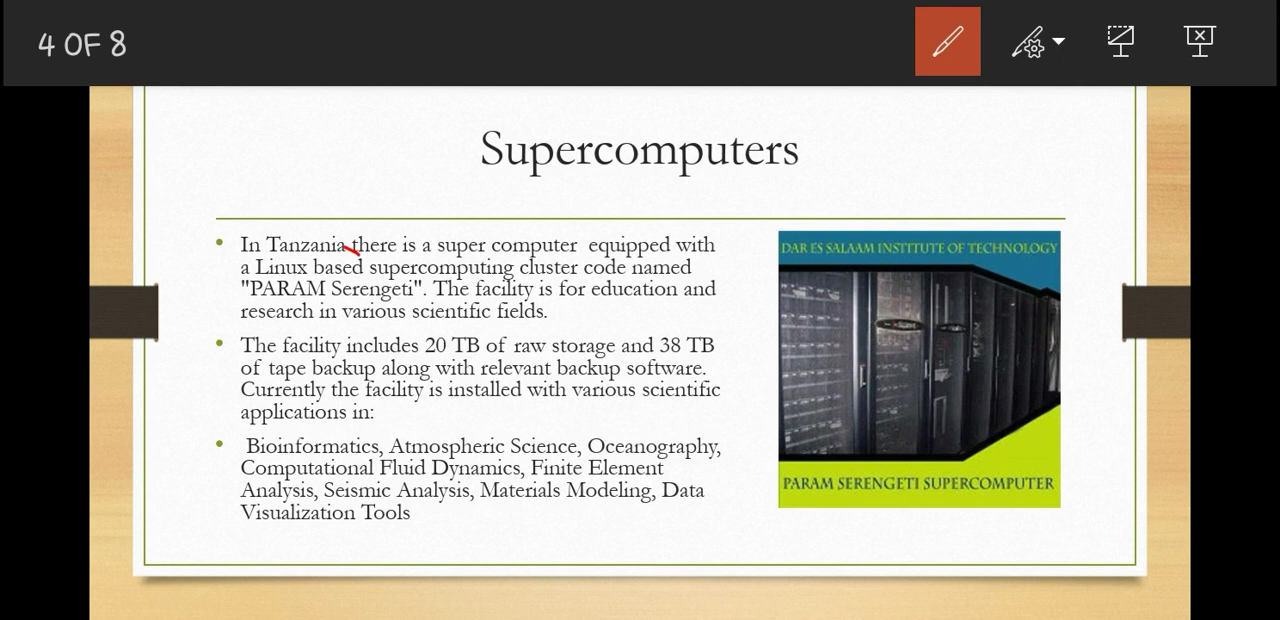 4 OF 8
Supercomputers
• In Tanzania there is a super computer equipped with
a Linux based supercomputing cluster code named
"PARAM Serengeti". The facility is for education and
research in various scientific fields.
• The facility includes 20 TB of raw storage and 38 TB
of tape backup along with relevant backup software.
Currently the facility is installed with various scientific
applications in:
• Bioinformatics, Atmospheric Science, Oceanography,
Computational Fluid Dynamics, Finite Element
Analysis, Seismic Analysis, Materials Modeling, Data
Visualization Tools
DAR ES SALAAM INSTITUTE OF TECHNOLOGY
PARAM SERENGETI SUPERCOMPUTER